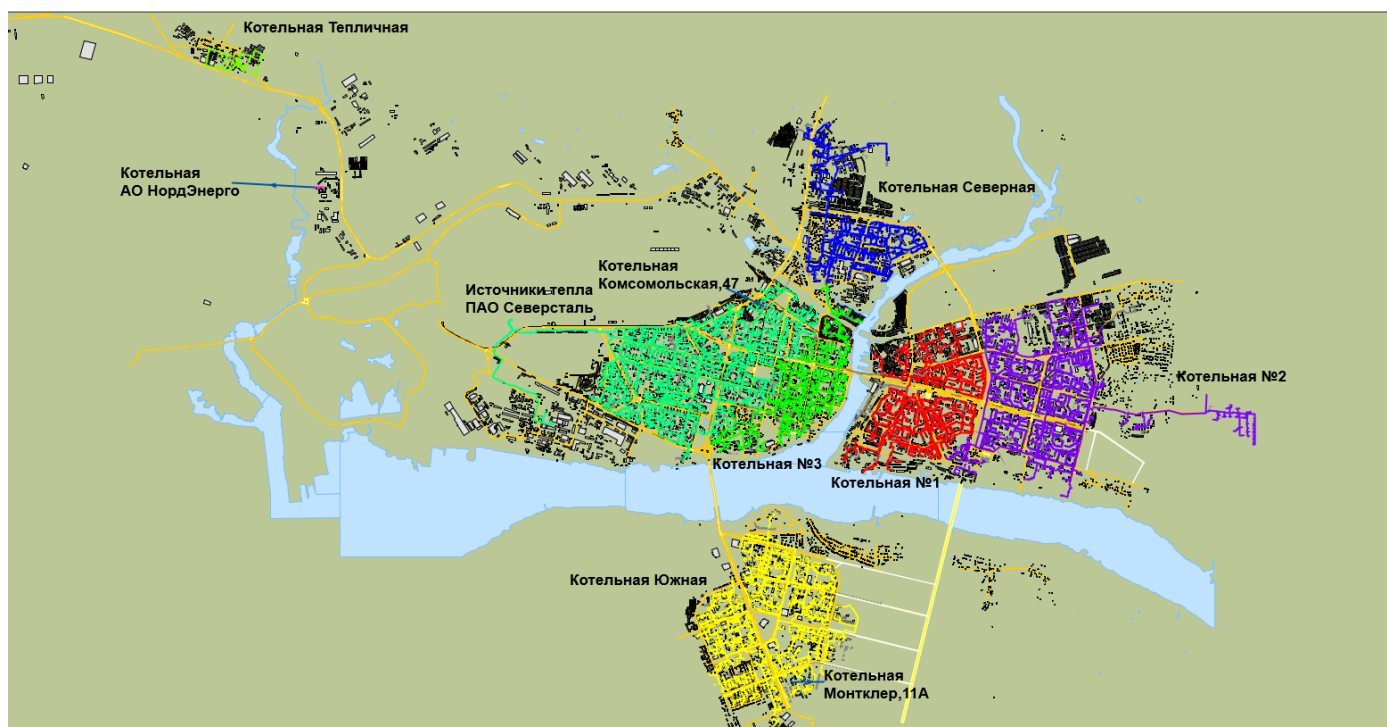 Котельная Тепличная
Котельная
АО НордЭнерго
Котельная Северная
Котельная
Комсомольская,47
Источники тепла
ПАО Северсталь
Котельная №2
Котельная №3
Котельная №1
Котельная Южная
Котельная
Монтклер,11А